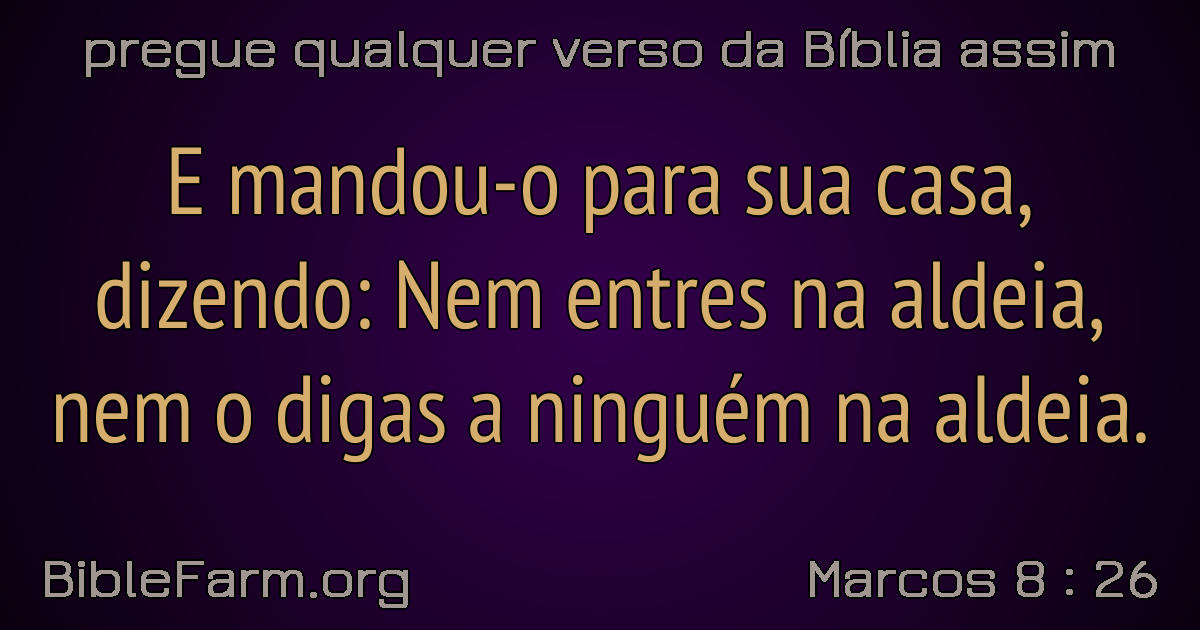 pregue qualquer verso da Bíblia assim
E mandou-o para sua casa,
dizendo: Nem entres na aldeia,
nem o digas a ninguém na aldeia.
BibleFarm.org
Marcos 8 : 26